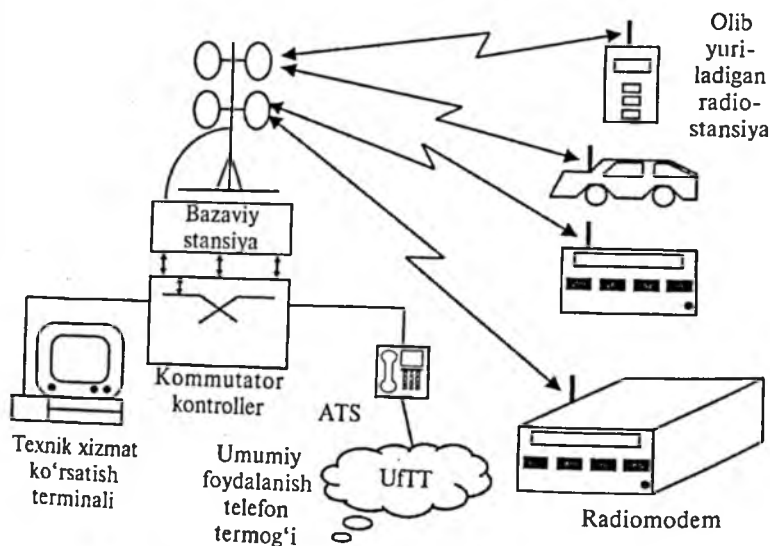 Olib
yuri-
ladigan
radio-
stansiya
Bazaviy
stansiya
Kommutator
kontroller
ATS
Texnik xizmat
ko‘rsatish
terminali
Umumiy
foydalanish
telefon
termog‘i
UfTT
Radiomodem